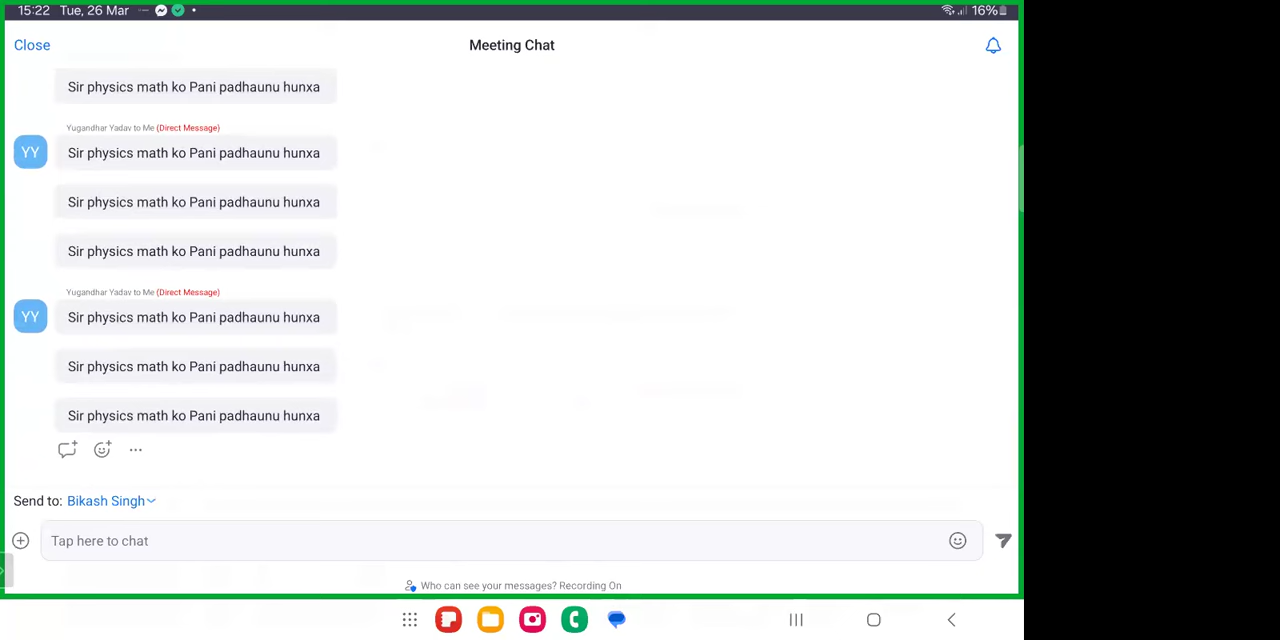 15:22 Tue, 26 Mar 16%
Close Meeting Chat
Sir physics math ko Pani padhaunu hunxa
Yugandhar Yadav to Me (Direct Message)
YY Sir physics math ko Pani padhaunu hunxa
Sir physics math ko Pani padhaunu hunxa
Sir physics math ko Pani padhaunu hunxa
Yugandhar Yadav to Me (Direct Message)
YY Sir physics math ko Pani padhaunu hunxa
Sir physics math ko Pani padhaunu hunxa
Sir physics math ko Pani padhaunu hunxa
Send to: Bikash Singh
Tap here to chat
Who can see your messages? Recording On